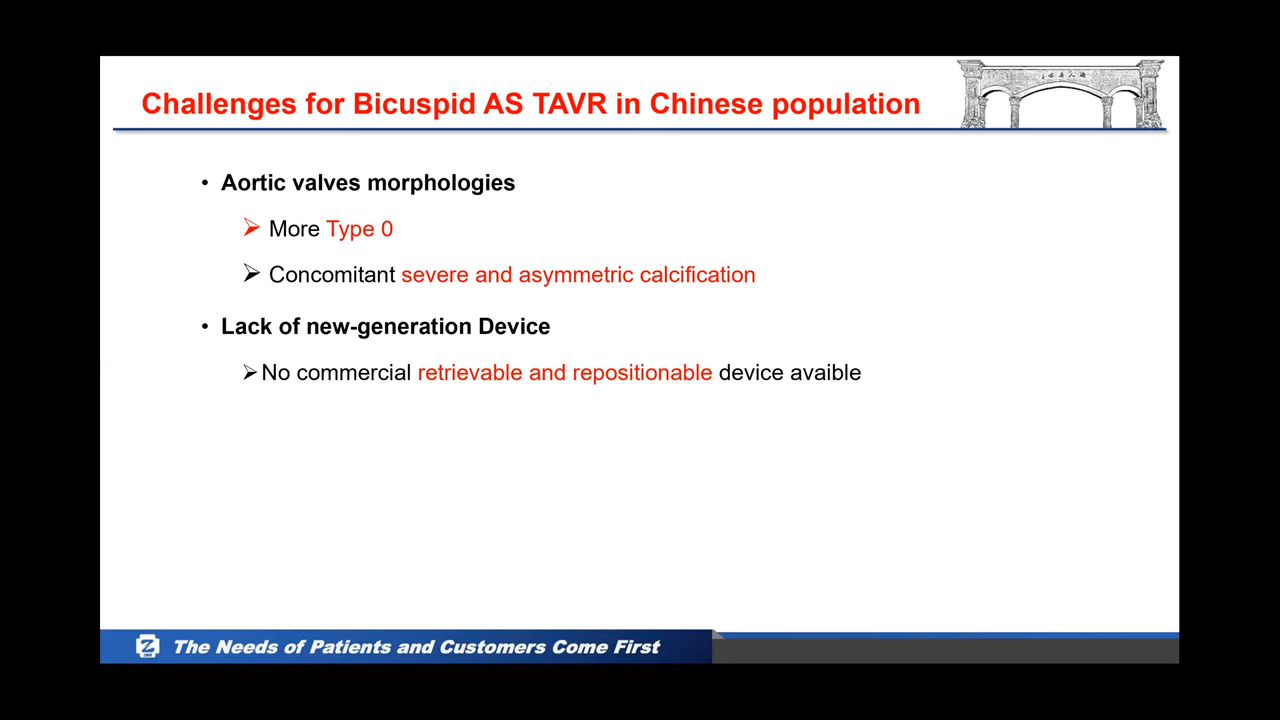 Challenges for Bicuspid AS TAVR in Chinese population
• Aortic valves morphologies
➢ More Type 0
➢ Concomitant severe and asymmetric calcification
• Lack of new-generation Device
➢ No commercial retrievable and repositionable device avaible
The Needs of Patients and Customers Come First